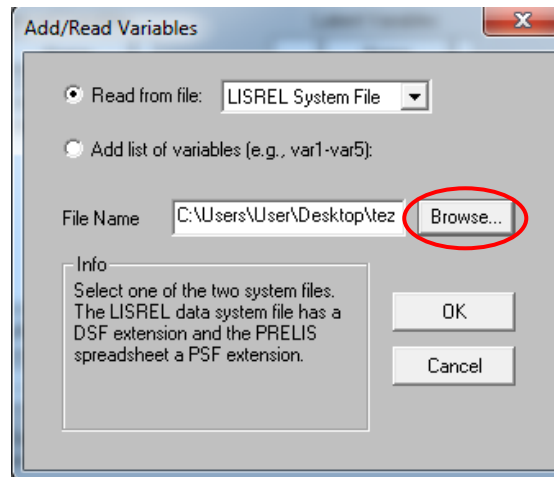 Add/Read Variables
Read from file: LISREL System File
Add list of variables (e.g., var1-var5):
File Name C:\Users\User\Desktop\tez Browse...
Info
Select one of the two system files.
The LISREL data system file has a
DSF extension and the PRELIS
spreadsheet a PSF extension.
OK
Cancel